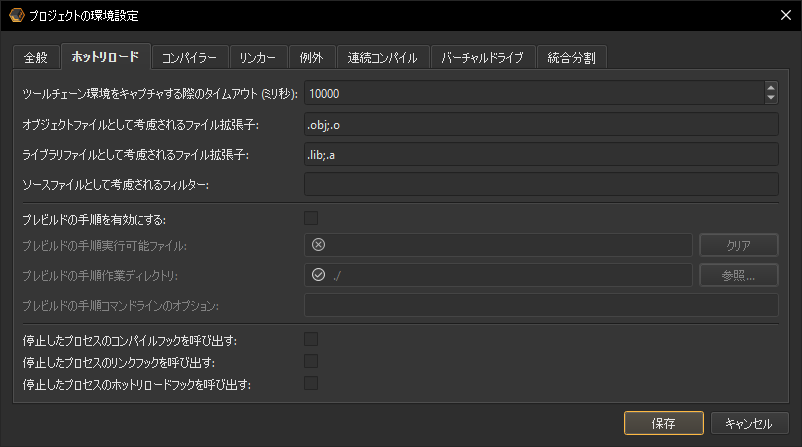 プロジェクトの環境設定
全般 ホットリロード コンパイラー リンカー 例外 連続コンパイル バーチャルドライブ 統合分割
ツールチェーン環境をキャプチャする際のタイムアウト (ミリ秒): 10000
オブジェクトファイルとして考慮されるファイル拡張子: .obj;.o
ライブラリファイルとして考慮されるファイル拡張子: .lib;.a
ソースファイルとして考慮されるフィルター:
プレビルドの手順を有効にする:
プレビルドの手順実行可能ファイル: クリア
プレビルドの手順作業ディレクトリ: ./ 参照...
プレビルドの手順コマンドラインのオプション:
停止したプロセスのコンパイルフックを呼び出す:
停止したプロセスのリンクフックを呼び出す:
停止したプロセスのホットリロードフックを呼び出す:
保存 キャンセル